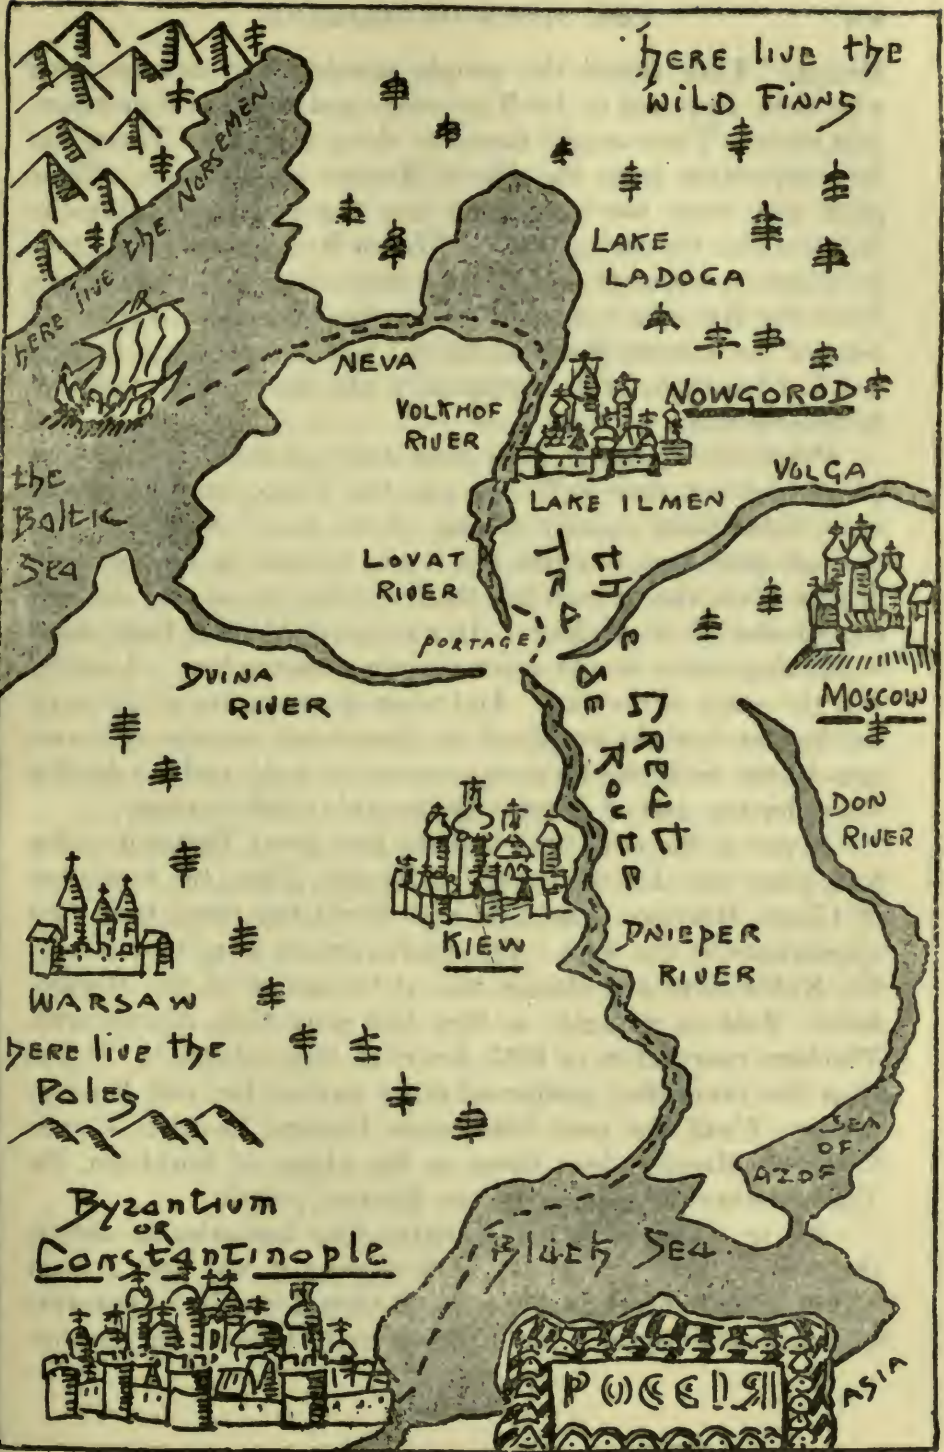 HERE LIVE the
WILD FINNS
HERE LIVE the NORSEMEN
LAKE
LADOGA
NEVA
NOWGOROD
VOLKHOF
RIVER
LAKE ILMEN
VOLGA
the
Baltic
Sea
LOVAT
RIVER
PORTAGE
the GREAT
TRADE ROUTE
DVINA
RIVER
MOSCOW
DON
RIVER
KIEW
DNIEPER
RIVER
WARSAW
HERE live the
Poles
SEA
OF
AZOF
Byzantium
OR
Constantinople
Black SEA
РОССІЯ
ASIA